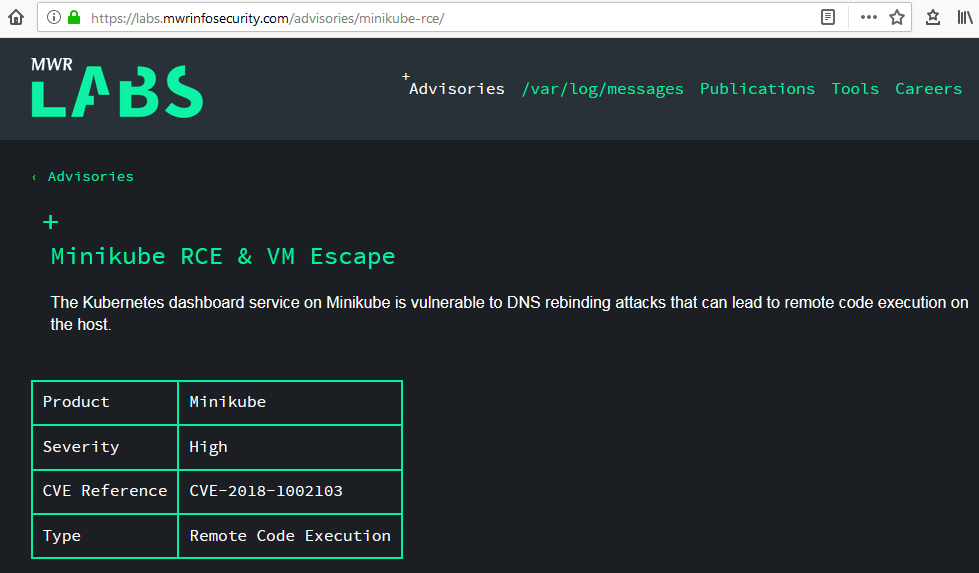 https://labs.mwrinfosecurity.com/advisories/minikube-rce/
MWR
LABS
+
Advisories /var/log/messages Publications Tools Careers
‹ Advisories
+
Minikube RCE & VM Escape
The Kubernetes dashboard service on Minikube is vulnerable to DNS rebinding attacks that can lead to remote code execution on
the host.
Product Minikube
Severity High
CVE Reference CVE-2018-1002103
Type Remote Code Execution